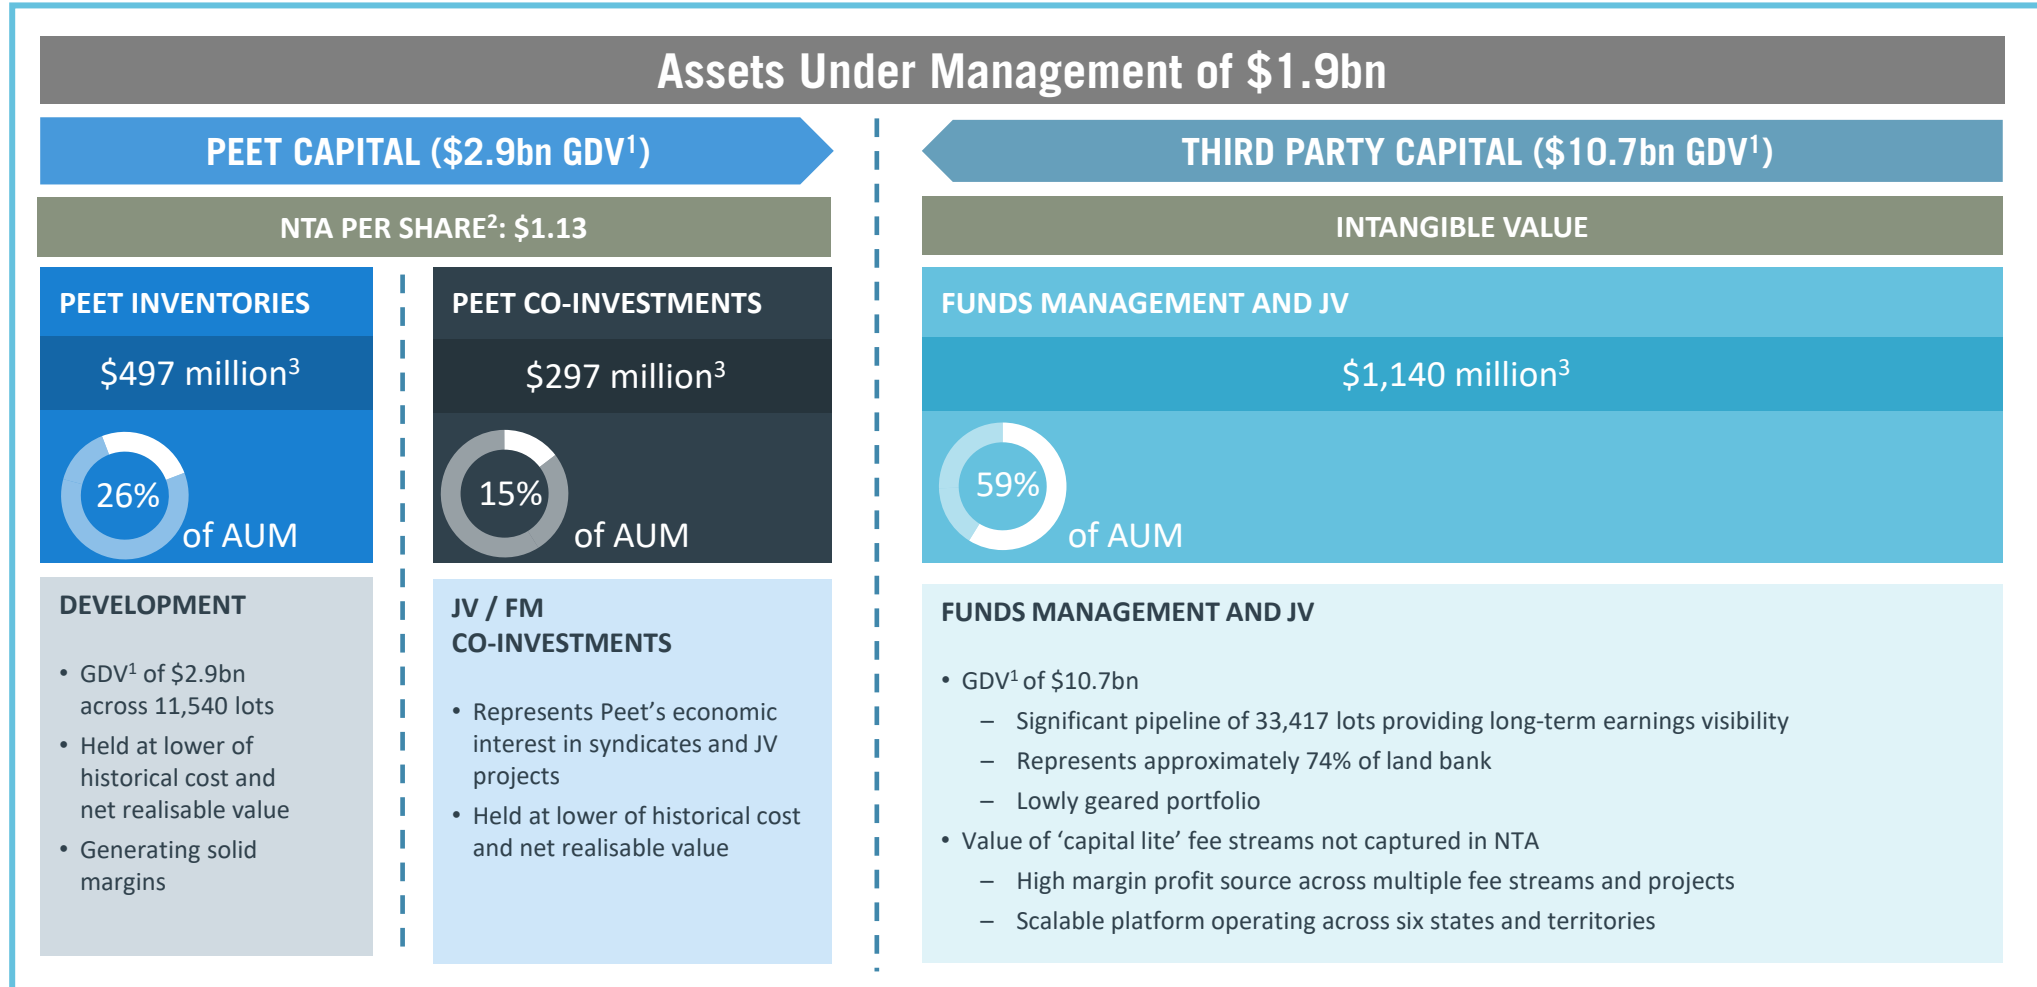 Assets Under Management of $1.9bn
PEET CAPITAL ($2.9bn GDV¹)
NTA PER SHARE²: $1.13
PEET INVENTORIES
$497 million³
26%
of AUM
DEVELOPMENT
• GDV¹ of $2.9bn
across 11,540 lots
• Held at lower of
historical cost and
net realisable value
• Generating solid
margins
PEET CO-INVESTMENTS
$297 million³
15%
of AUM
JV / FM
CO-INVESTMENTS
• Represents Peet’s economic
interest in syndicates and JV
projects
• Held at lower of historical cost
and net realisable value
THIRD PARTY CAPITAL ($10.7bn GDV¹)
INTANGIBLE VALUE
FUNDS MANAGEMENT AND JV
$1,140 million³
59%
of AUM
FUNDS MANAGEMENT AND JV
• GDV¹ of $10.7bn
– Significant pipeline of 33,417 lots providing long-term earnings visibility
– Represents approximately 74% of land bank
– Lowly geared portfolio
• Value of ‘capital lite’ fee streams not captured in NTA
– High margin profit source across multiple fee streams and projects
– Scalable platform operating across six states and territories